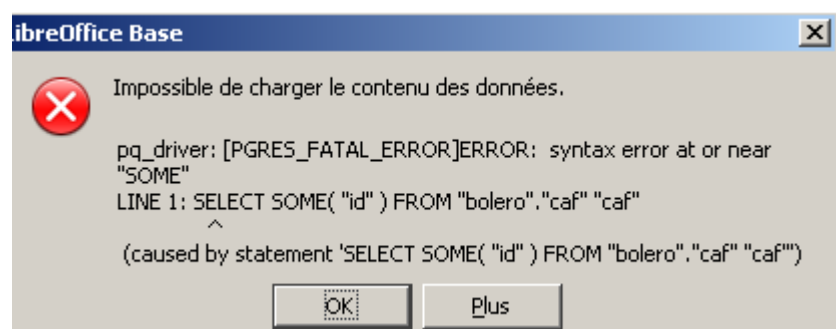 ibreOffice Base
Impossible de charger le contenu des données.
pq_driver: [PGRES_FATAL_ERROR]ERROR:  syntax error at or near
"SOME"
LINE 1: SELECT SOME( "id" ) FROM "bolero"."caf" "caf"
^
(caused by statement 'SELECT SOME( "id" ) FROM "bolero"."caf" "caf"')
OK
Plus